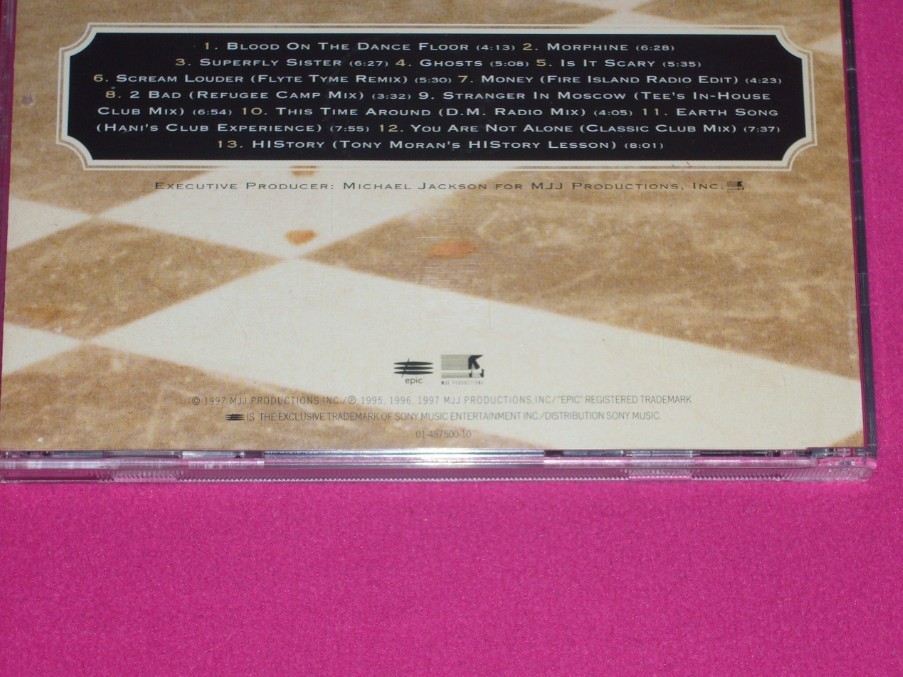 1. BLOOD ON THE DANCE FLOOR (4:13) 2. MORPHINE (6:28)
3. SUPERFLY SISTER (6:27) 4. GHOSTS (5:08) 5. IS IT SCARY (5:35)
6. SCREAM LOUDER (FLYTE TYME REMIX) (5:30) 7. MONEY (FIRE ISLAND RADIO EDIT) (4:23)
8. 2 BAD (REFUGEE CAMP MIX) (3:32) 9. STRANGER IN MOSCOW (TEE'S IN-HOUSE
CLUB MIX) (6:54) 10. THIS TIME AROUND (D.M. RADIO MIX) (4:05) 11. EARTH SONG
(HANI'S CLUB EXPERIENCE) (7:55) 12. YOU ARE NOT ALONE (CLASSIC CLUB MIX) (7:37)
13. HISTORY (TONY MORAN'S HISTORY LESSON) (8:01)
EXECUTIVE PRODUCER: MICHAEL JACKSON FOR MJJ PRODUCTIONS, INC.
epic
MJJ PRODUCTIONS
© 1997 MJJ PRODUCTIONS INC./℗ 1995, 1996, 1997 MJJ PRODUCTIONS, INC/"EPIC" REGISTERED TRADEMARK
IS THE EXCLUSIVE TRADEMARK OF SONY MUSIC ENTERTAINMENT INC./DISTRIBUTION SONY MUSIC.
01-487500-10